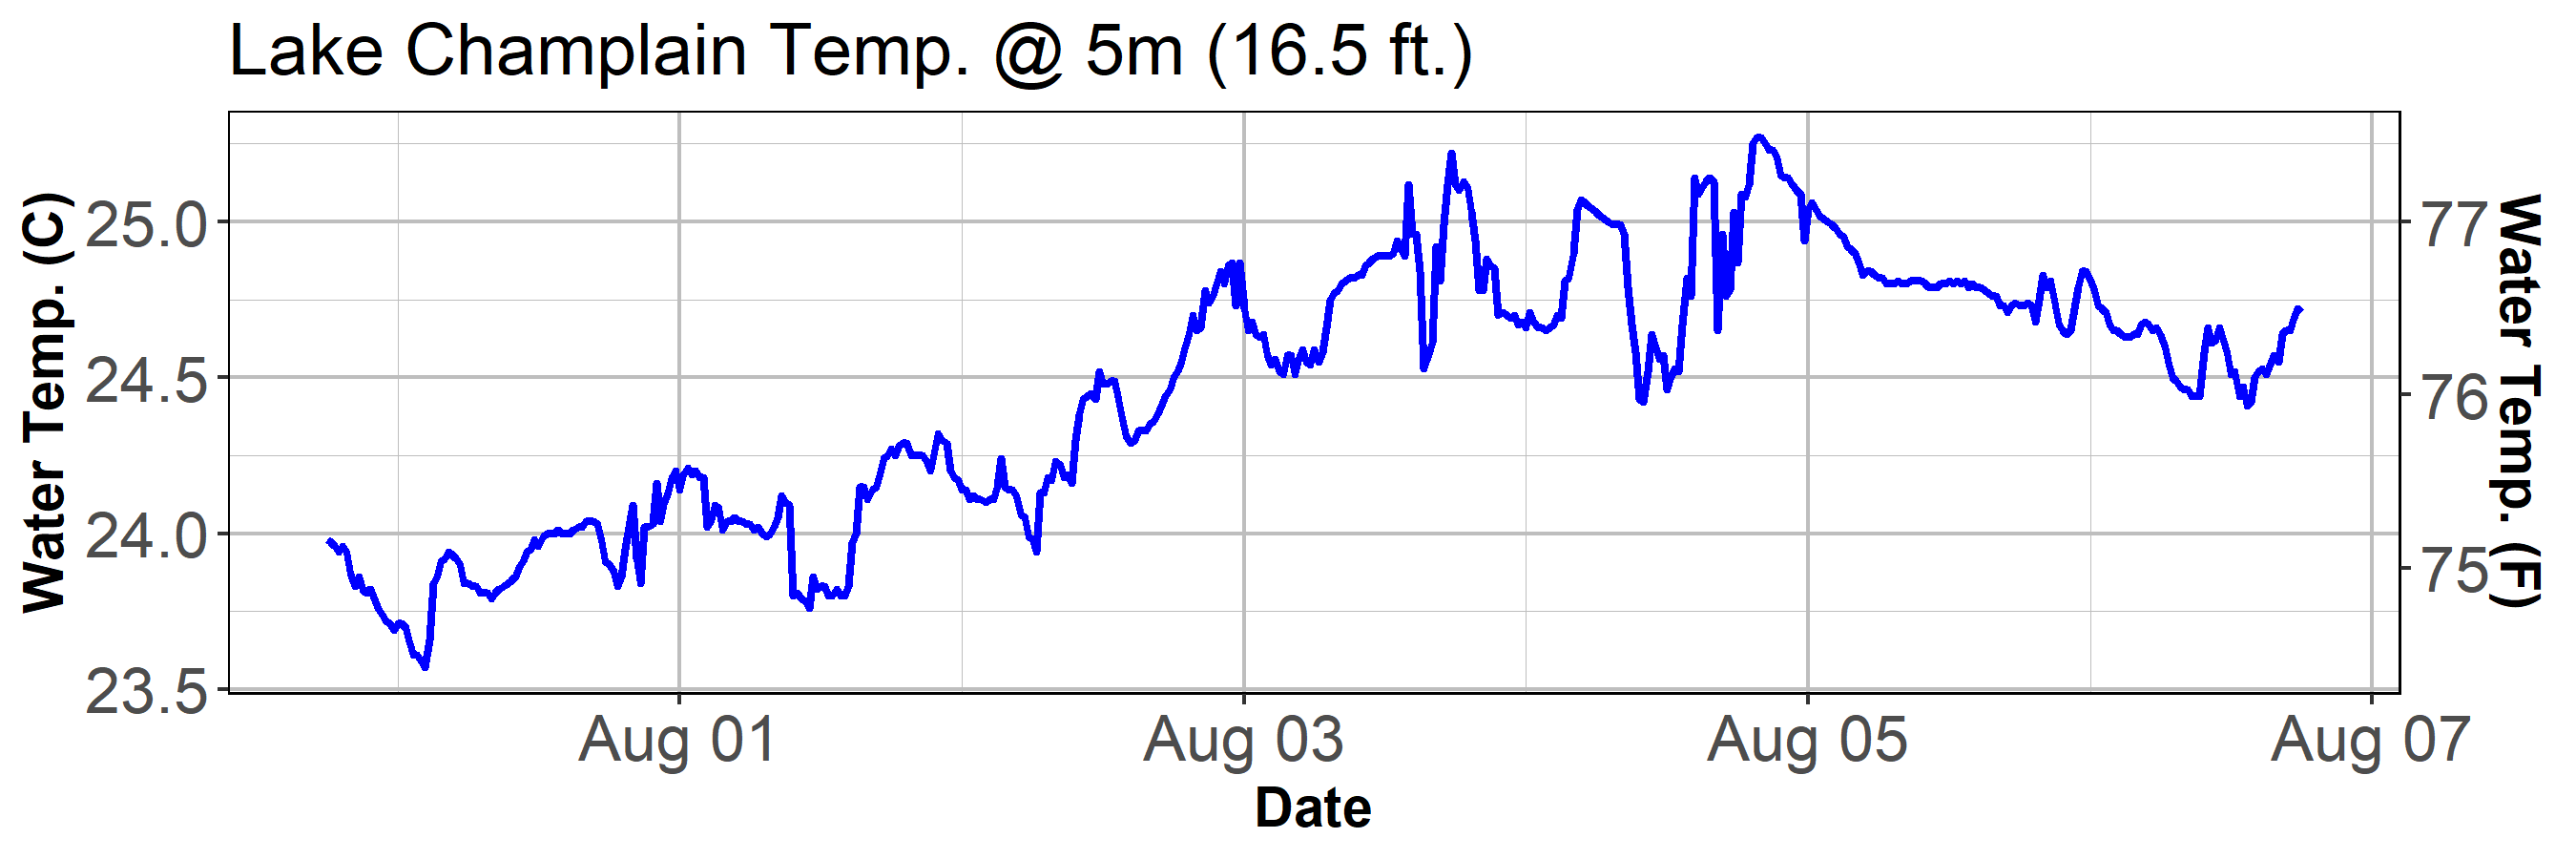 Lake Champlain Temp. @ 5m (16.5 ft.)
Water Temp. (C)
25.0
24.5
24.0
23.5
77
76
75
Water Temp. (F)
Aug 01
Aug 03
Aug 05
Aug 07
Date